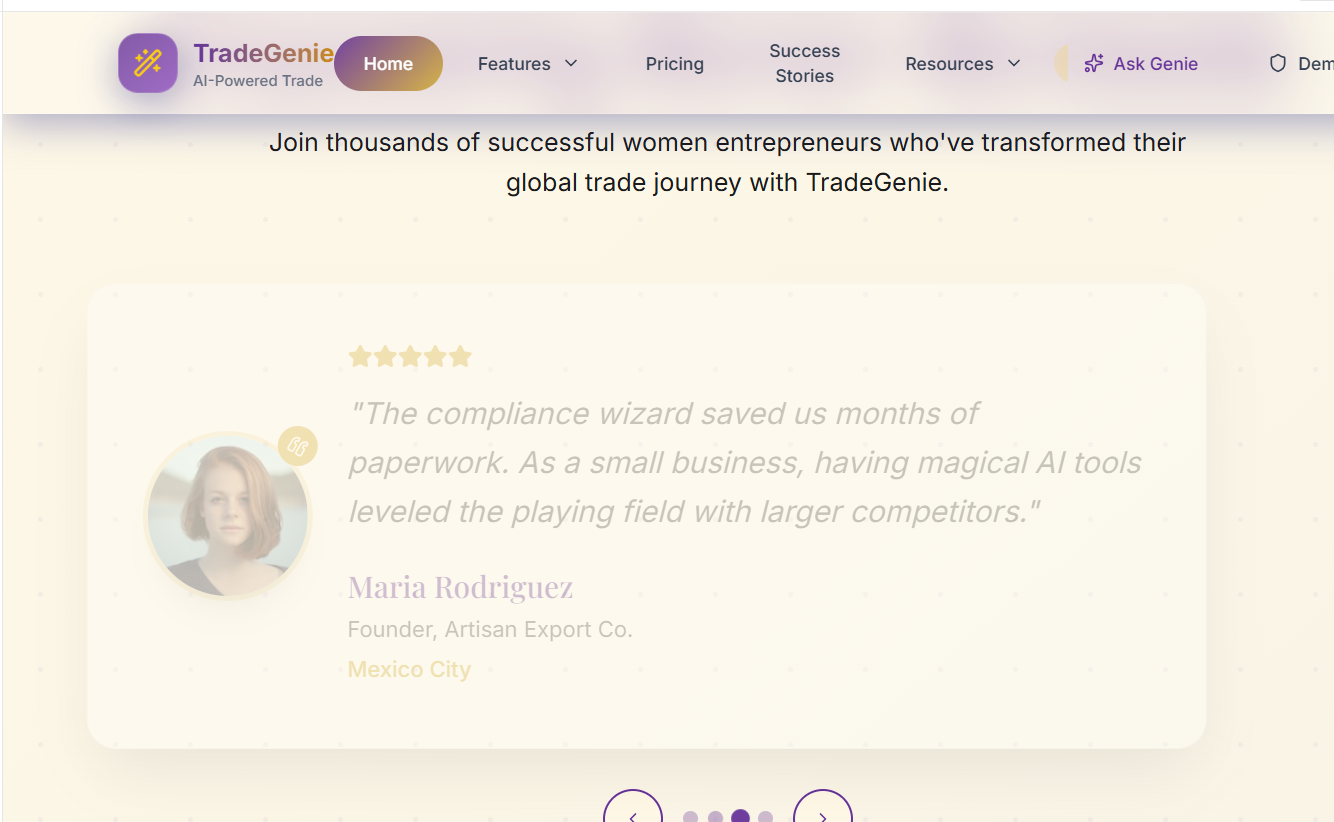 TradeGenie
AI-Powered Trade
Home
Features
Pricing
Success
Stories
Resources
Ask Genie
Join thousands of successful women entrepreneurs who've transformed their
global trade journey with TradeGenie.
"The compliance wizard saved us months of
paperwork. As a small business, having magical AI tools
leveled the playing field with larger competitors."
Maria Rodriguez
Founder, Artisan Export Co.
Mexico City